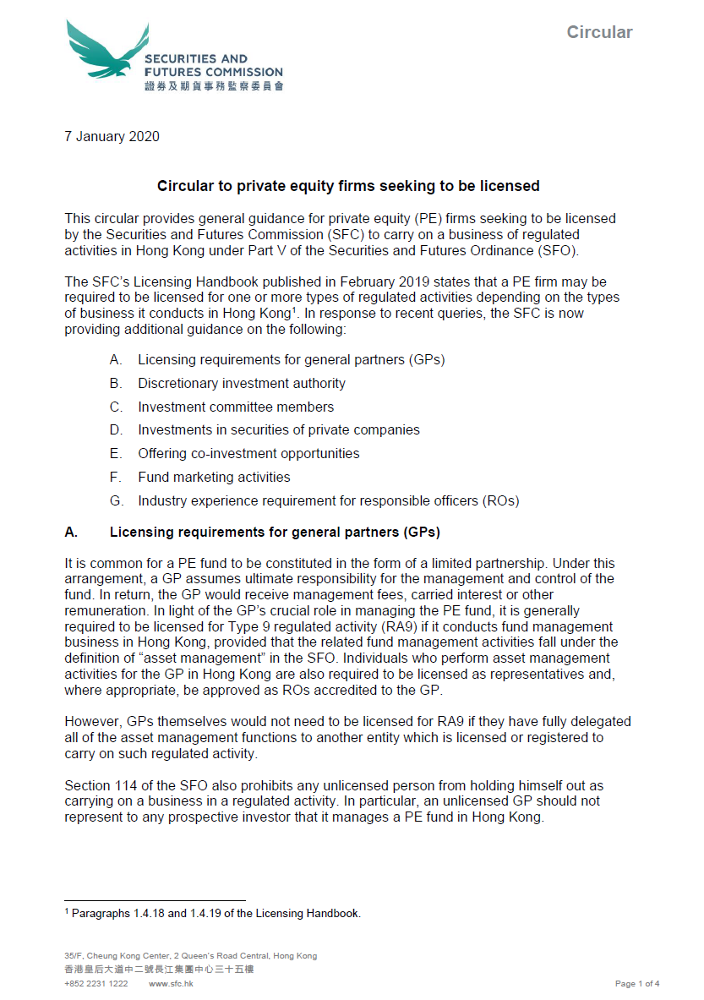 Circular
SECURITIES AND
FUTURES COMMISSION
證券及期貨事務監察委員會
7 January 2020
Circular to private equity firms seeking to be licensed
This circular provides general guidance for private equity (PE) firms seeking to be licensed
by the Securities and Futures Commission (SFC) to carry on a business of regulated
activities in Hong Kong under Part V of the Securities and Futures Ordinance (SFO).
The SFC's Licensing Handbook published in February 2019 states that a PE firm may be
required to be licensed for one or more types of regulated activities depending on the types
of business it conducts in Hong Kong¹. In response to recent queries, the SFC is now
providing additional guidance on the following:
A. Licensing requirements for general partners (GPs)
B. Discretionary investment authority
C. Investment committee members
D. Investments in securities of private companies
E. Offering co-investment opportunities
F. Fund marketing activities
G. Industry experience requirement for responsible officers (ROs)
A. Licensing requirements for general partners (GPs)
It is common for a PE fund to be constituted in the form of a limited partnership. Under this
arrangement, a GP assumes ultimate responsibility for the management and control of the
fund. In return, the GP would receive management fees, carried interest or other
remuneration. In light of the GP's crucial role in managing the PE fund, it is generally
required to be licensed for Type 9 regulated activity (RA9) if it conducts fund management
business in Hong Kong, provided that the related fund management activities fall under the
definition of "asset management" in the SFO. Individuals who perform asset management
activities for the GP in Hong Kong are also required to be licensed as representatives and,
where appropriate, be approved as ROs accredited to the GP.
However, GPs themselves would not need to be licensed for RA9 if they have fully delegated
all of the asset management functions to another entity which is licensed or registered to
carry on such regulated activity.
Section 114 of the SFO also prohibits any unlicensed person from holding himself out as
carrying on a business in a regulated activity. In particular, an unlicensed GP should not
represent to any prospective investor that it manages a PE fund in Hong Kong.
¹ Paragraphs 1.4.18 and 1.4.19 of the Licensing Handbook.
35/F, Cheung Kong Center, 2 Queen's Road Central, Hong Kong
香港皇后大道中二號長江集團中心三十五樓
+852 2231 1222 www.sfc.hk
Page 1 of 4